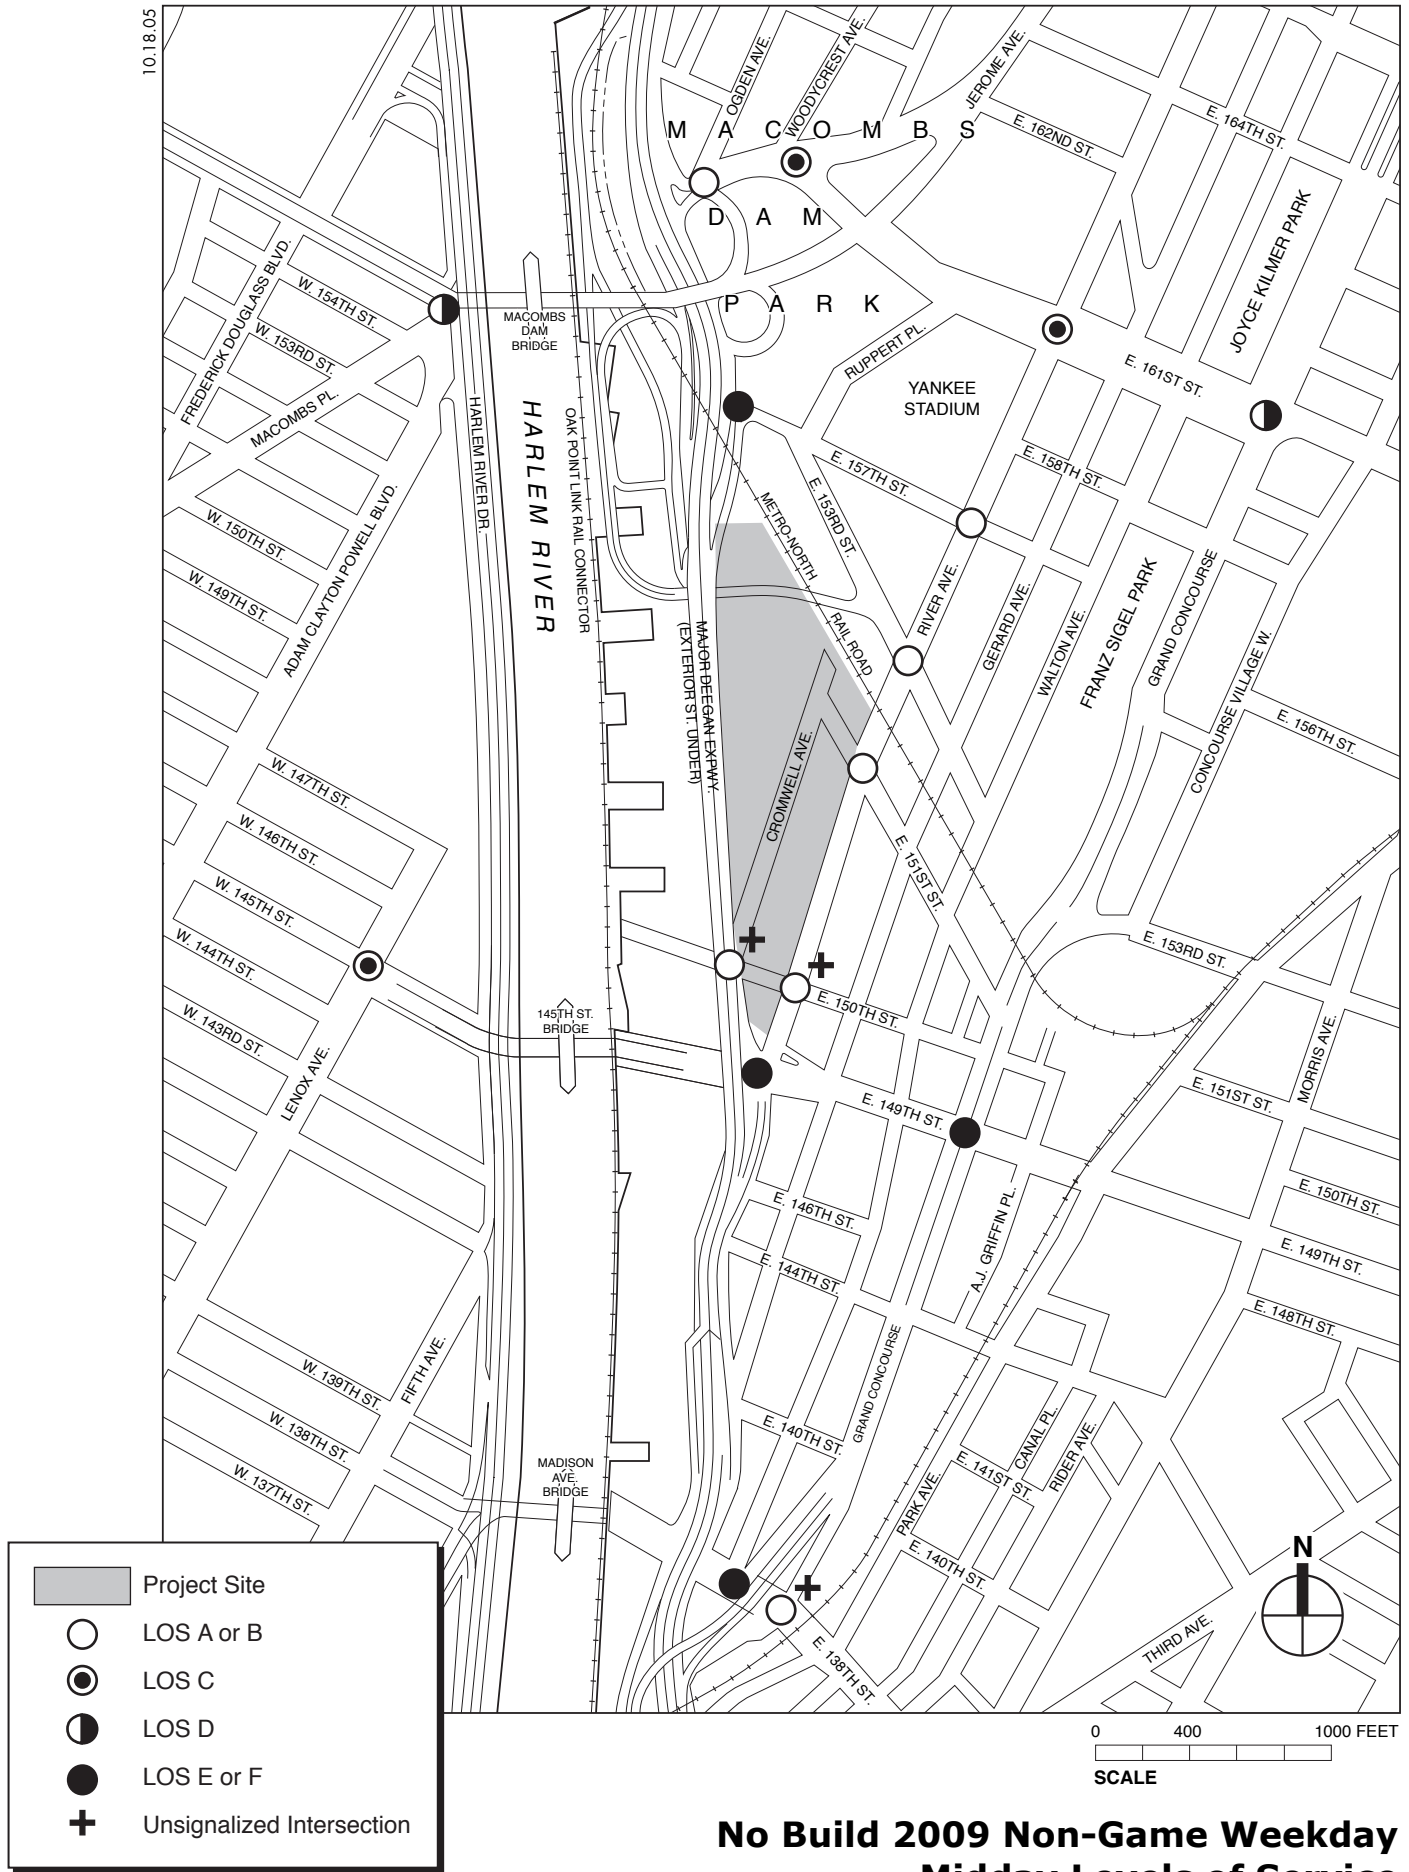 10.18.05
OGDEN AVE.
WOODYCREST AVE.
JEROME AVE.
MACOMBS
E. 162ND ST.
E. 164TH ST.
DAM
JOYCE KILMER PARK
FREDERICK DOUGLASS BLVD.
W. 154TH ST.
PARK
MACOMBS
DAM
BRIDGE
W. 153RD ST.
RUPPERT PL.
E. 161ST ST.
YANKEE
STADIUM
MACOMBS PL.
HARLEM RIVER DR.
HARLEM RIVER
OAK POINT LINK RAIL CONNECTOR
E. 157TH ST.
E. 158TH ST.
E. 153RD ST.
METRO-NORTH
RAIL ROAD
W. 150TH ST.
ADAM CLAYTON POWELL BLVD.
W. 149TH ST.
RIVER AVE.
GERARD AVE.
WALTON AVE.
FRANZ SIGEL PARK
GRAND CONCOURSE
CONCOURSE VILLAGE W.
MAJOR DEEGAN EXPWY.
(EXTERIOR ST. UNDER)
E. 156TH ST.
CROMWELL AVE.
W. 147TH ST.
W. 146TH ST.
E. 151ST ST.
W. 145TH ST.
W. 144TH ST.
E. 153RD ST.
E. 150TH ST.
145TH ST.
BRIDGE
W. 143RD ST.
LENOX AVE.
MORRIS AVE.
E. 151ST ST.
E. 149TH ST.
E. 150TH ST.
E. 146TH ST.
A.J. GRIFFIN PL.
E. 149TH ST.
E. 144TH ST.
E. 148TH ST.
FIFTH AVE.
GRAND CONCOURSE
W. 139TH ST.
W. 138TH ST.
E. 140TH ST.
CANAL PL.
RIDER AVE.
W. 137TH ST.
MADISON
AVE.
BRIDGE
E. 141ST ST.
PARK AVE.
E. 140TH ST.
N
E. 138TH ST.
THIRD AVE.
Project Site
LOS A or B
LOS C
LOS D
LOS E or F
Unsignalized Intersection
0 400 1000 FEET
SCALE
No Build 2009 Non-Game Weekday
Midday Levels of Service